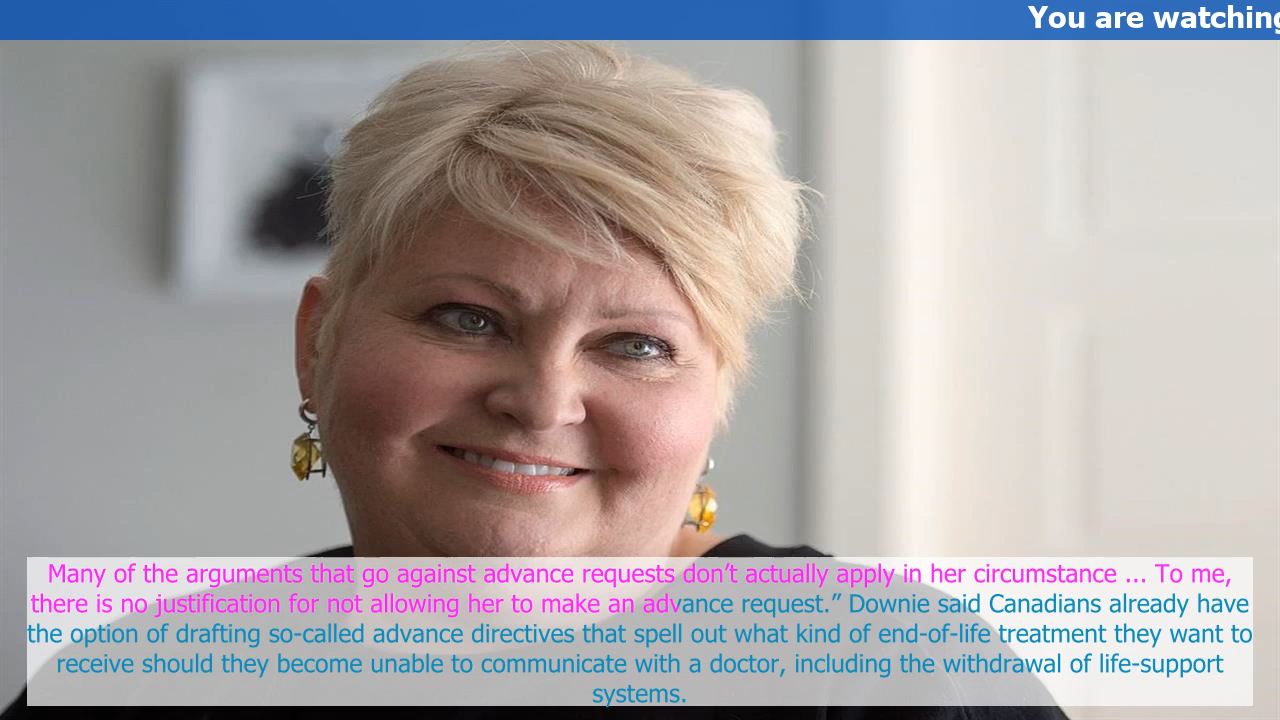 You are watching
Many of the arguments that go against advance requests don’t actually apply in her circumstance ... To me,
there is no justification for not allowing her to make an advance request.” Downie said Canadians already have
the option of drafting so-called advance directives that spell out what kind of end-of-life treatment they want to
receive should they become unable to communicate with a doctor, including the withdrawal of life-support
systems.